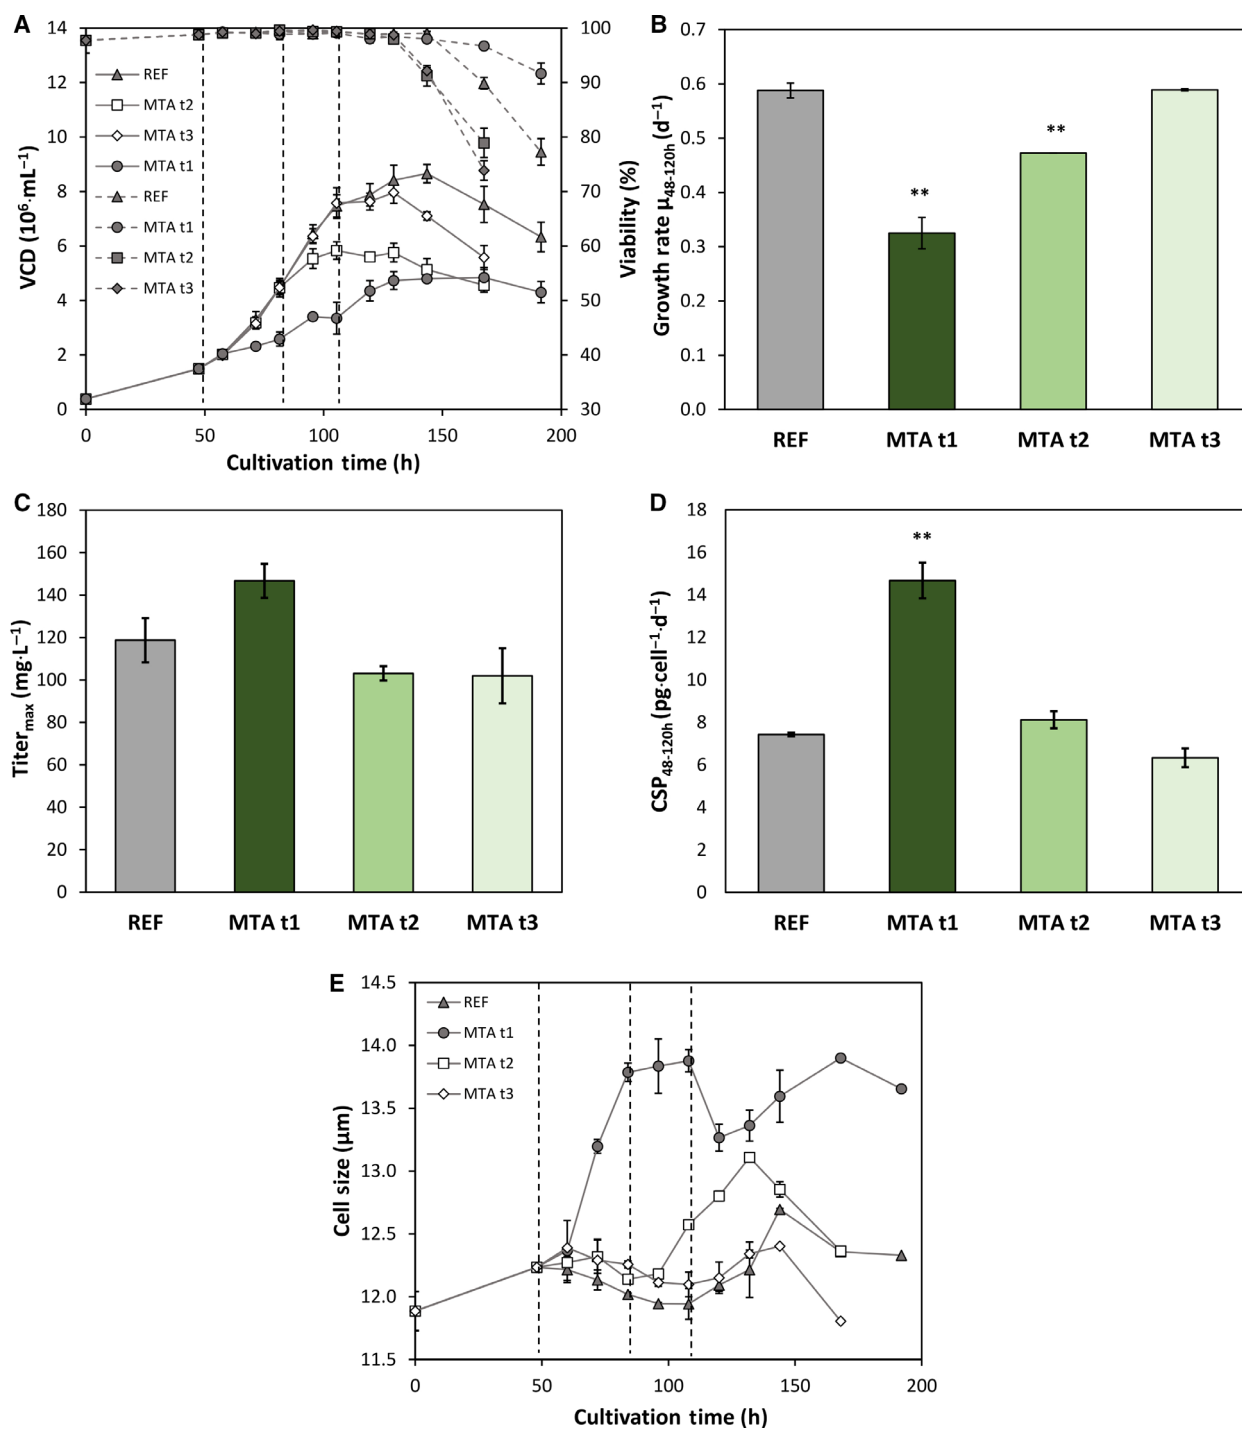 A
VCD (10⁶·mL⁻¹)
14
12
10
8
6
4
2
0
REF
MTA t2
MTA t3
MTA t1
REF
MTA t1
MTA t2
MTA t3
100
90
80
70
60
50
40
30
Viability (%)
0 50 100 150 200
Cultivation time (h)
B
Growth rate μ48-120h (d⁻¹)
0.7
0.6
0.5
0.4
0.3
0.2
0.1
0.0
**
**
REF MTA t1 MTA t2 MTA t3
C
Titermax (mg·L⁻¹)
180
160
140
120
100
80
60
40
20
0
REF MTA t1 MTA t2 MTA t3
D
CSP48-120h (pg·cell⁻¹·d⁻¹)
18
16
14
12
10
8
6
4
2
0
**
REF MTA t1 MTA t2 MTA t3
E
Cell size (μm)
14.5
14.0
13.5
13.0
12.5
12.0
11.5
REF
MTA t1
MTA t2
MTA t3
0 50 100 150 200
Cultivation time (h)